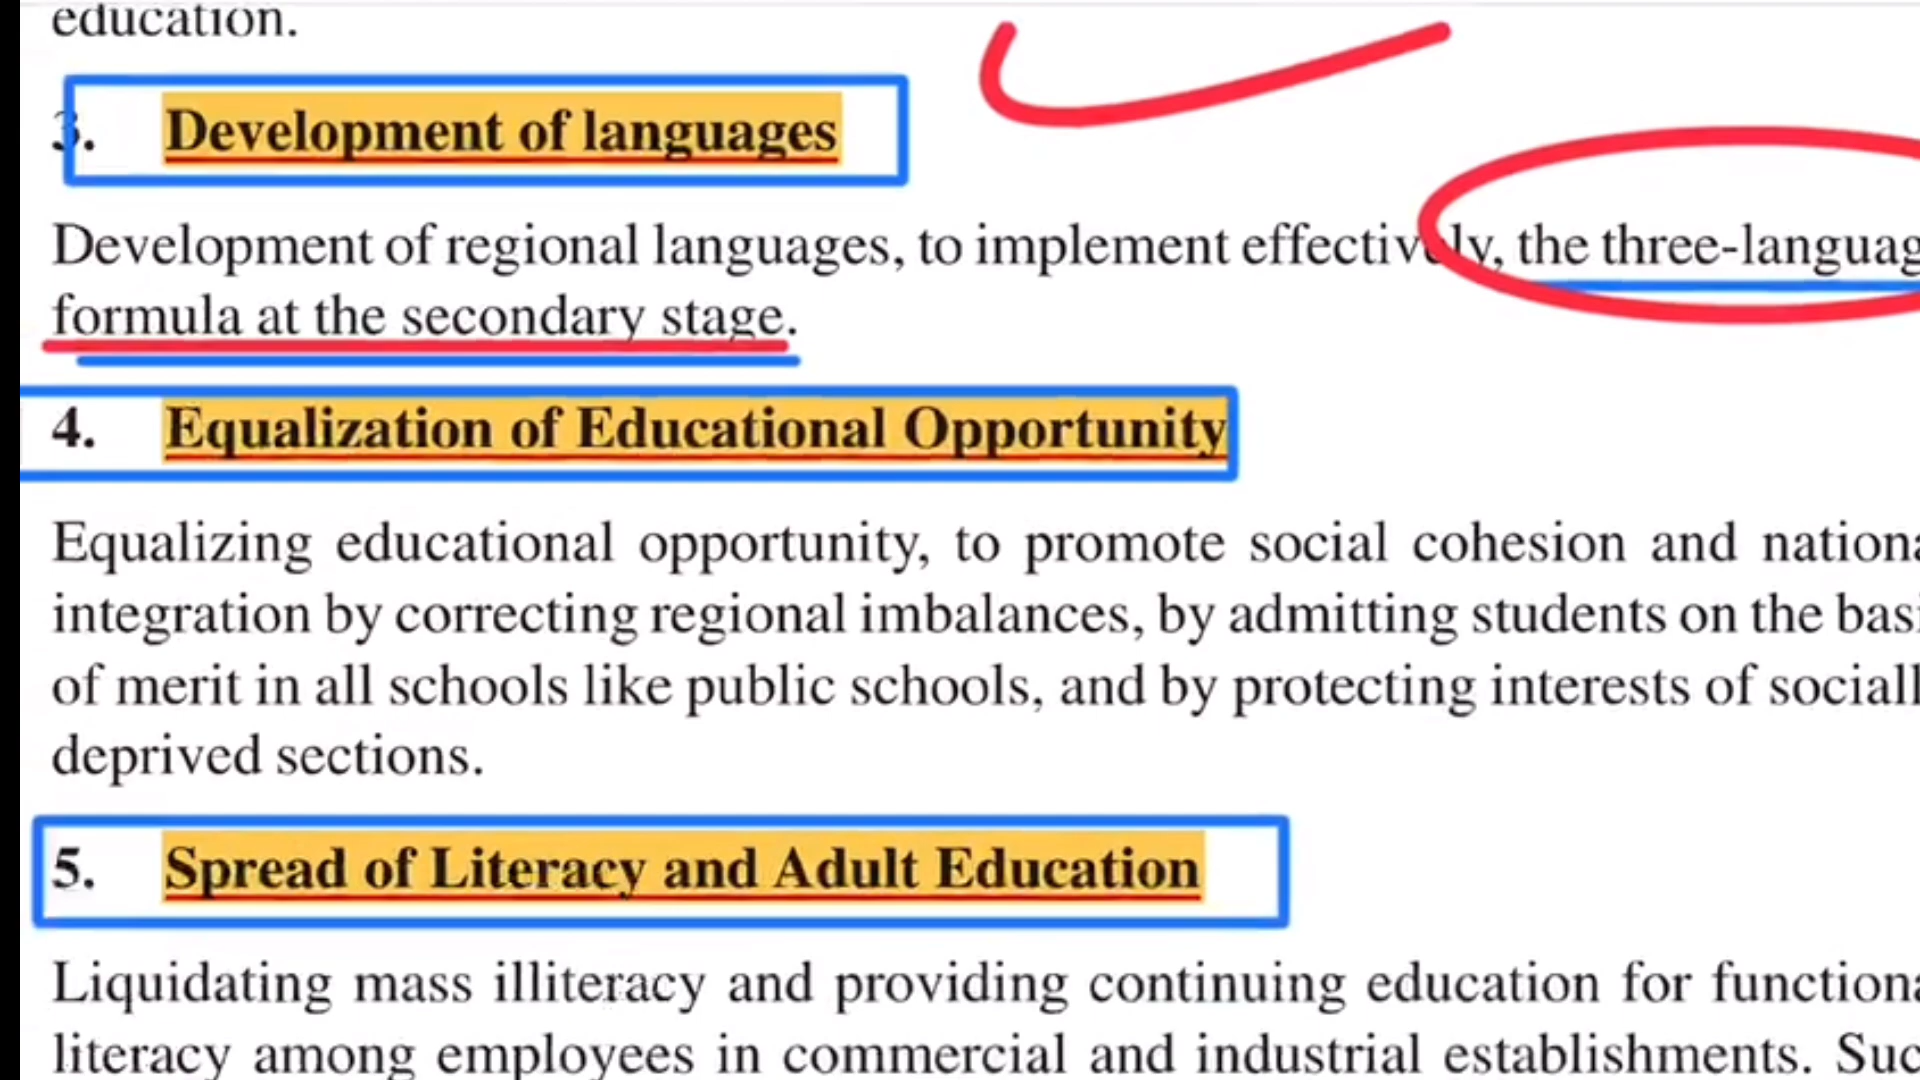 education.
3. Development of languages
Development of regional languages, to implement effectively, the three-languag
formula at the secondary stage.
4. Equalization of Educational Opportunity
Equalizing educational opportunity, to promote social cohesion and nationa
integration by correcting regional imbalances, by admitting students on the basi
of merit in all schools like public schools, and by protecting interests of sociall
deprived sections.
5. Spread of Literacy and Adult Education
Liquidating mass illiteracy and providing continuing education for functiona
literacy among employees in commercial and industrial establishments. Suc